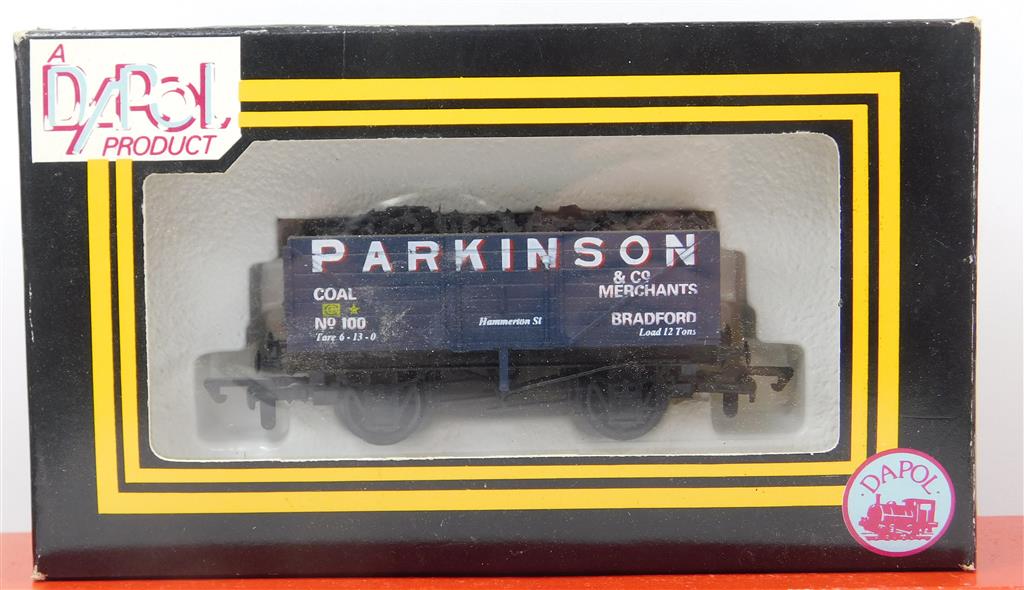 A
DAPOL
PRODUCT
PARKINSON
& Co
MERCHANTS
COAL
No 100
Tare 6 - 13 - 0
Hammerton St
BRADFORD
Load 12 Tons
· DAPOL ·